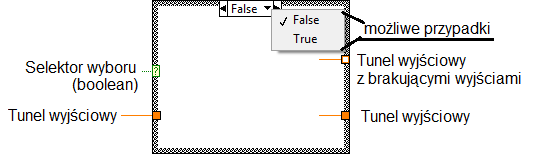 False
False
True
możliwe przypadki
Selektor wyboru
(boolean)
?
Tunel wyjściowy
z brakującymi wyjściami
Tunel wyjściowy
Tunel wyjściowy